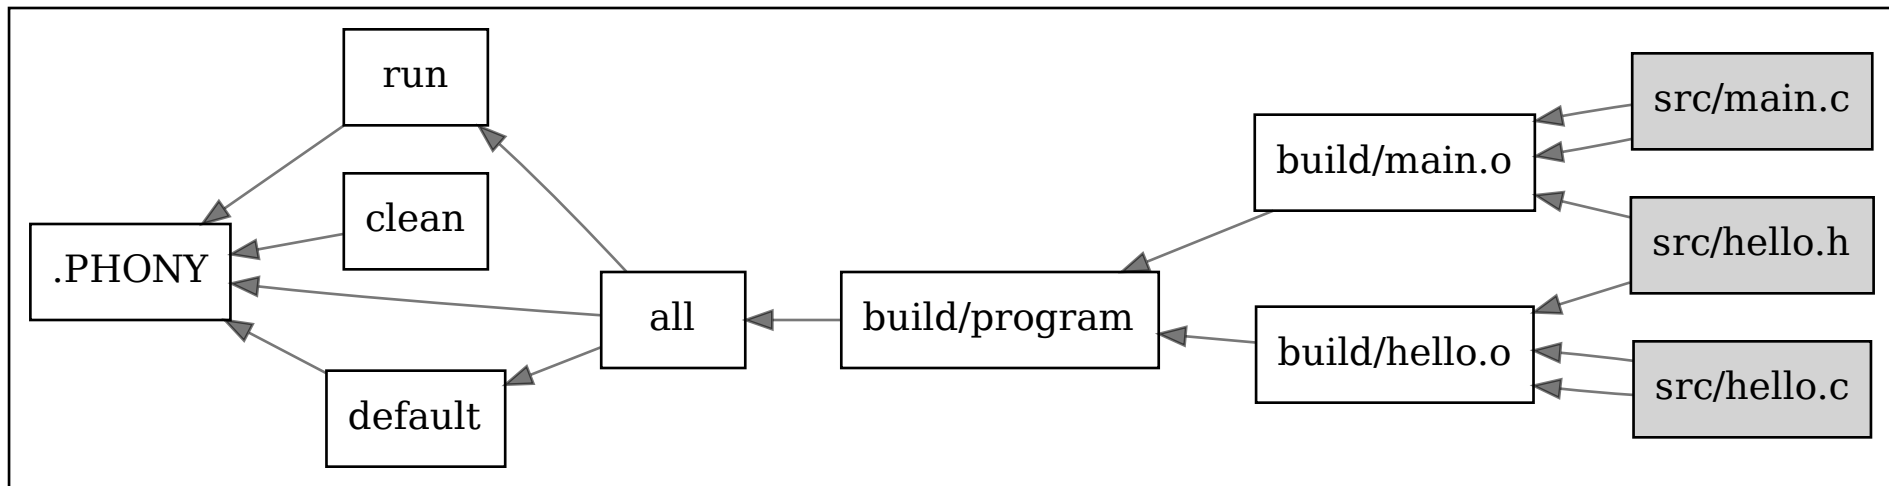 run
clean
.PHONY
all
default
build/program
build/main.o
build/hello.o
src/main.c
src/hello.h
src/hello.c